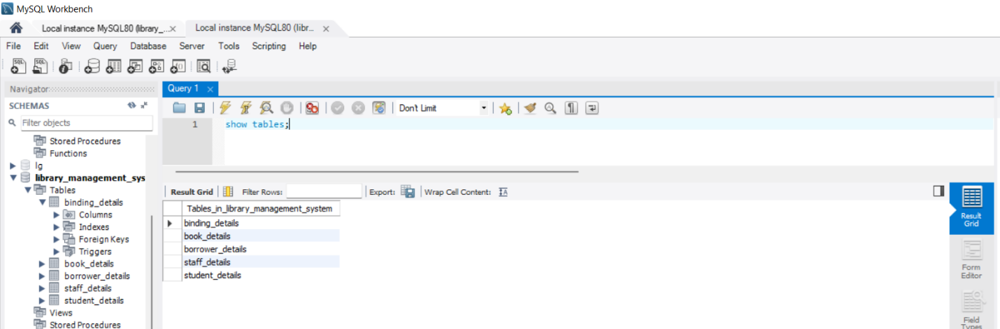 MySQL Workbench
Local instance MySQL80 (library_...x
Local instance MySQL80 (libr... x
File Edit View Query Database Server Tools Scripting Help
Navigator
Query 1 x
SCHEMAS
Don't Limit
Filter objects
1 show tables;
Stored Procedures
Functions
lg
library_management_sys
Tables
binding_details
Columns
Indexes
Foreign Keys
Triggers
book_details
borrower_details
staff_details
student_details
Views
Stored Procedures
Result Grid Filter Rows: Export: Wrap Cell Content: IA
Tables_in_library_management_system
binding_details
book_details
borrower_details
staff_details
student_details
Result
Grid
Form
Editor
Field
Types